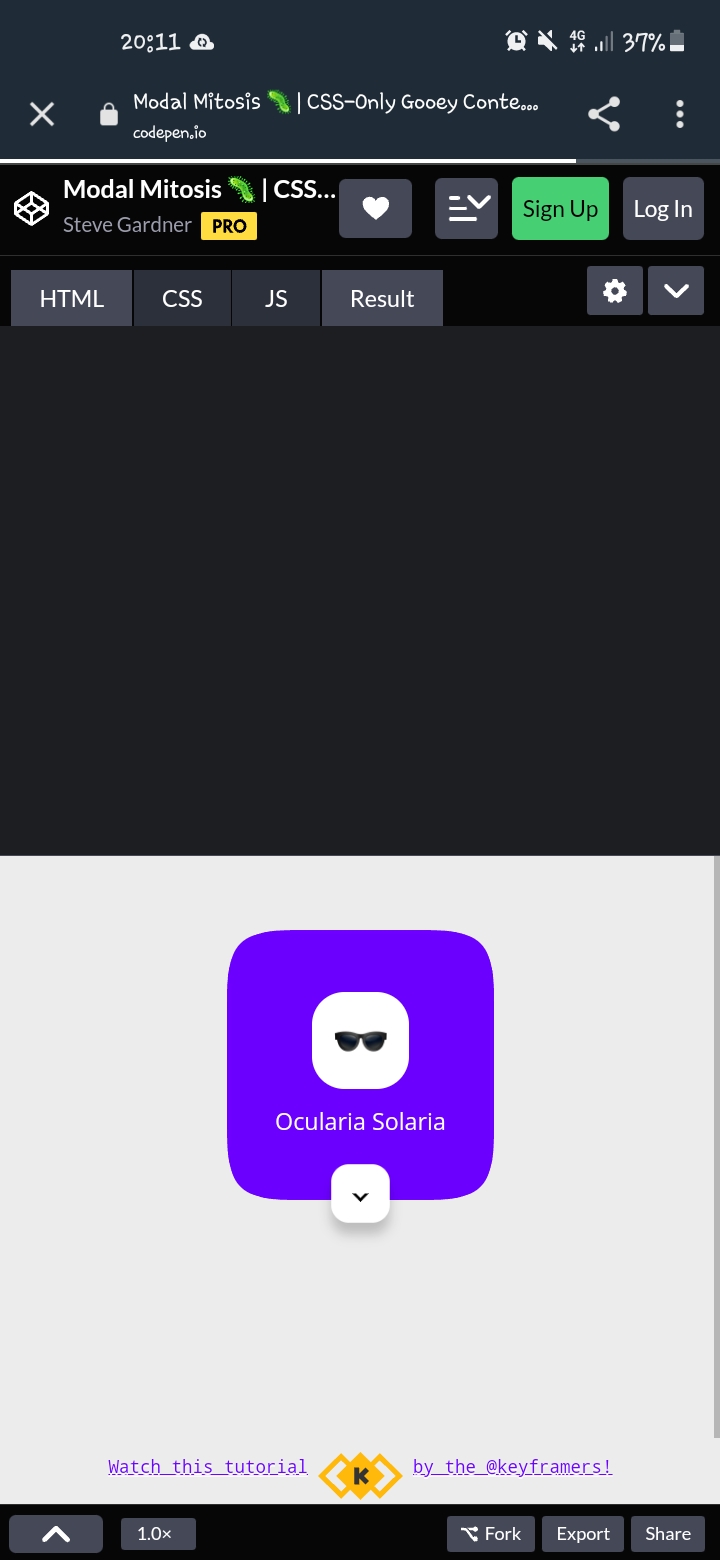 20:11
4G
37%
Modal Mitosis 🦠 | CSS-Only Gooey Conte...
codepen.io
Modal Mitosis 🦠 | CSS...
Steve Gardner PRO
Sign Up
Log In
HTML
CSS
JS
Result
Ocularia Solaria
Watch this tutorial K by the @keyframers!
1.0×
Fork
Export
Share